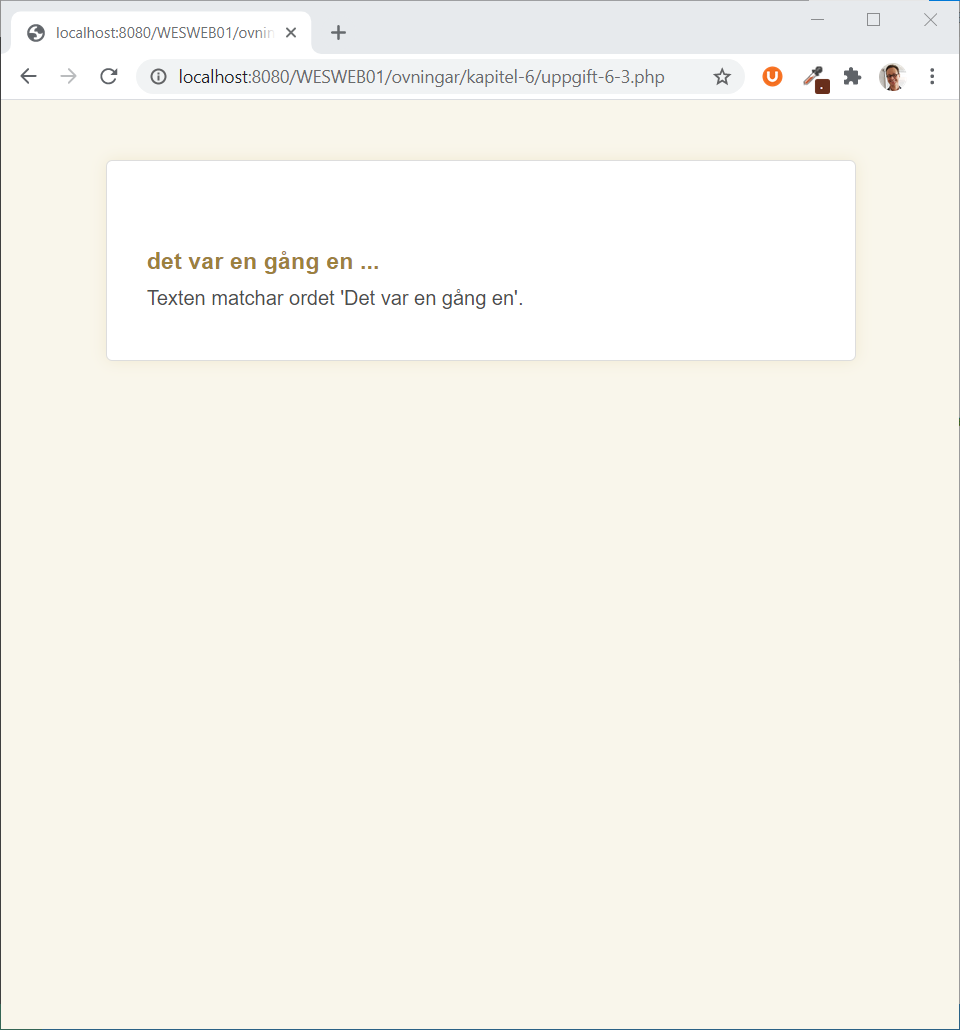 localhost:8080/WESWEB01/ovnin
localhost:8080/WESWEB01/ovningar/kapitel-6/uppgift-6-3.php
det var en gång en ...
Texten matchar ordet 'Det var en gång en'.